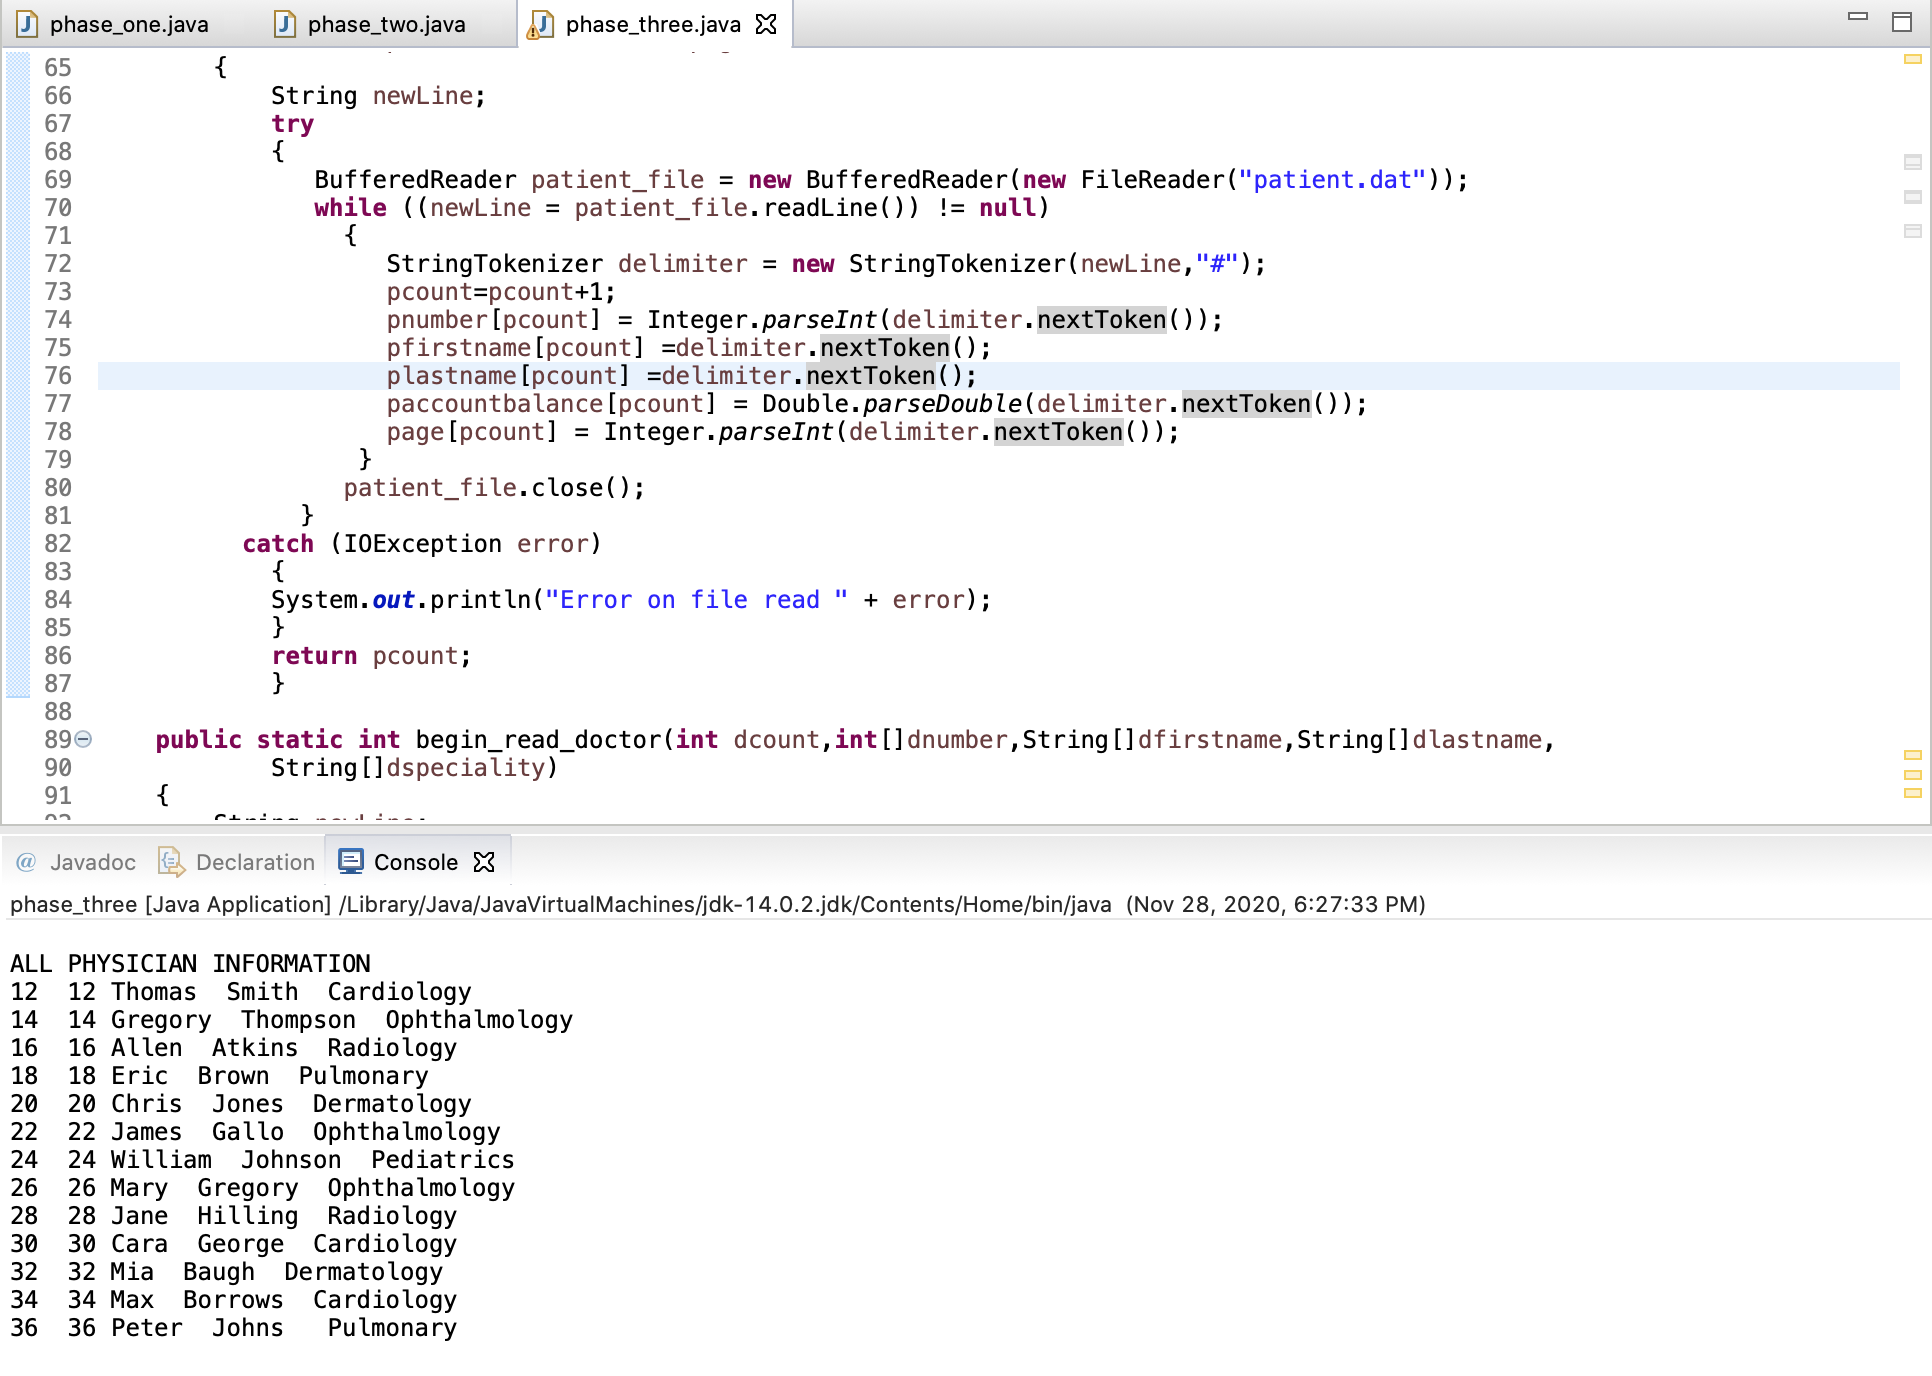 phase_one.java phase_two.java phase_three.java
65 {
66 String newLine;
67 try
68 {
69 BufferedReader patient_file = new BufferedReader(new FileReader("patient.dat"));
70 while ((newLine = patient_file.readLine()) != null)
71 {
72 StringTokenizer delimiter = new StringTokenizer(newLine,"#");
73 pcount=pcount+1;
74 pnumber[pcount] = Integer.parseInt(delimiter.nextToken());
75 pfirstname[pcount] =delimiter.nextToken();
76 plastname[pcount] =delimiter.nextToken();
77 paccountbalance[pcount] = Double.parseDouble(delimiter.nextToken());
78 page[pcount] = Integer.parseInt(delimiter.nextToken());
79 }
80 patient_file.close();
81 }
82 catch (IOException error)
83 {
84 System.out.println("Error on file read " + error);
85 }
86 return pcount;
87 }
88
89 public static int begin_read_doctor(int dcount,int[]dnumber,String[]dfirstname,String[]dlastname,
90 String[]dspeciality)
91 {
@ Javadoc Declaration Console
phase_three [Java Application] /Library/Java/JavaVirtualMachines/jdk-14.0.2.jdk/Contents/Home/bin/java (Nov 28, 2020, 6:27:33 PM)
ALL PHYSICIAN INFORMATION
12 12 Thomas Smith Cardiology
14 14 Gregory Thompson Ophthalmology
16 16 Allen Atkins Radiology
18 18 Eric Brown Pulmonary
20 20 Chris Jones Dermatology
22 22 James Gallo Ophthalmology
24 24 William Johnson Pediatrics
26 26 Mary Gregory Ophthalmology
28 28 Jane Hilling Radiology
30 30 Cara George Cardiology
32 32 Mia Baugh Dermatology
34 34 Max Borrows Cardiology
36 36 Peter Johns Pulmonary